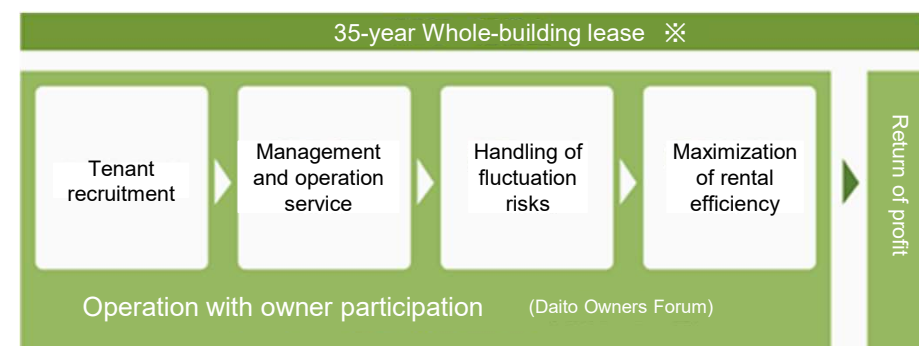 35-year Whole-building lease ※
Tenant
recruitment
Management
and operation
service
Handling of
fluctuation
risks
Maximization
of rental
efficiency
Return of profit
Operation with owner participation (Daito Owners Forum)